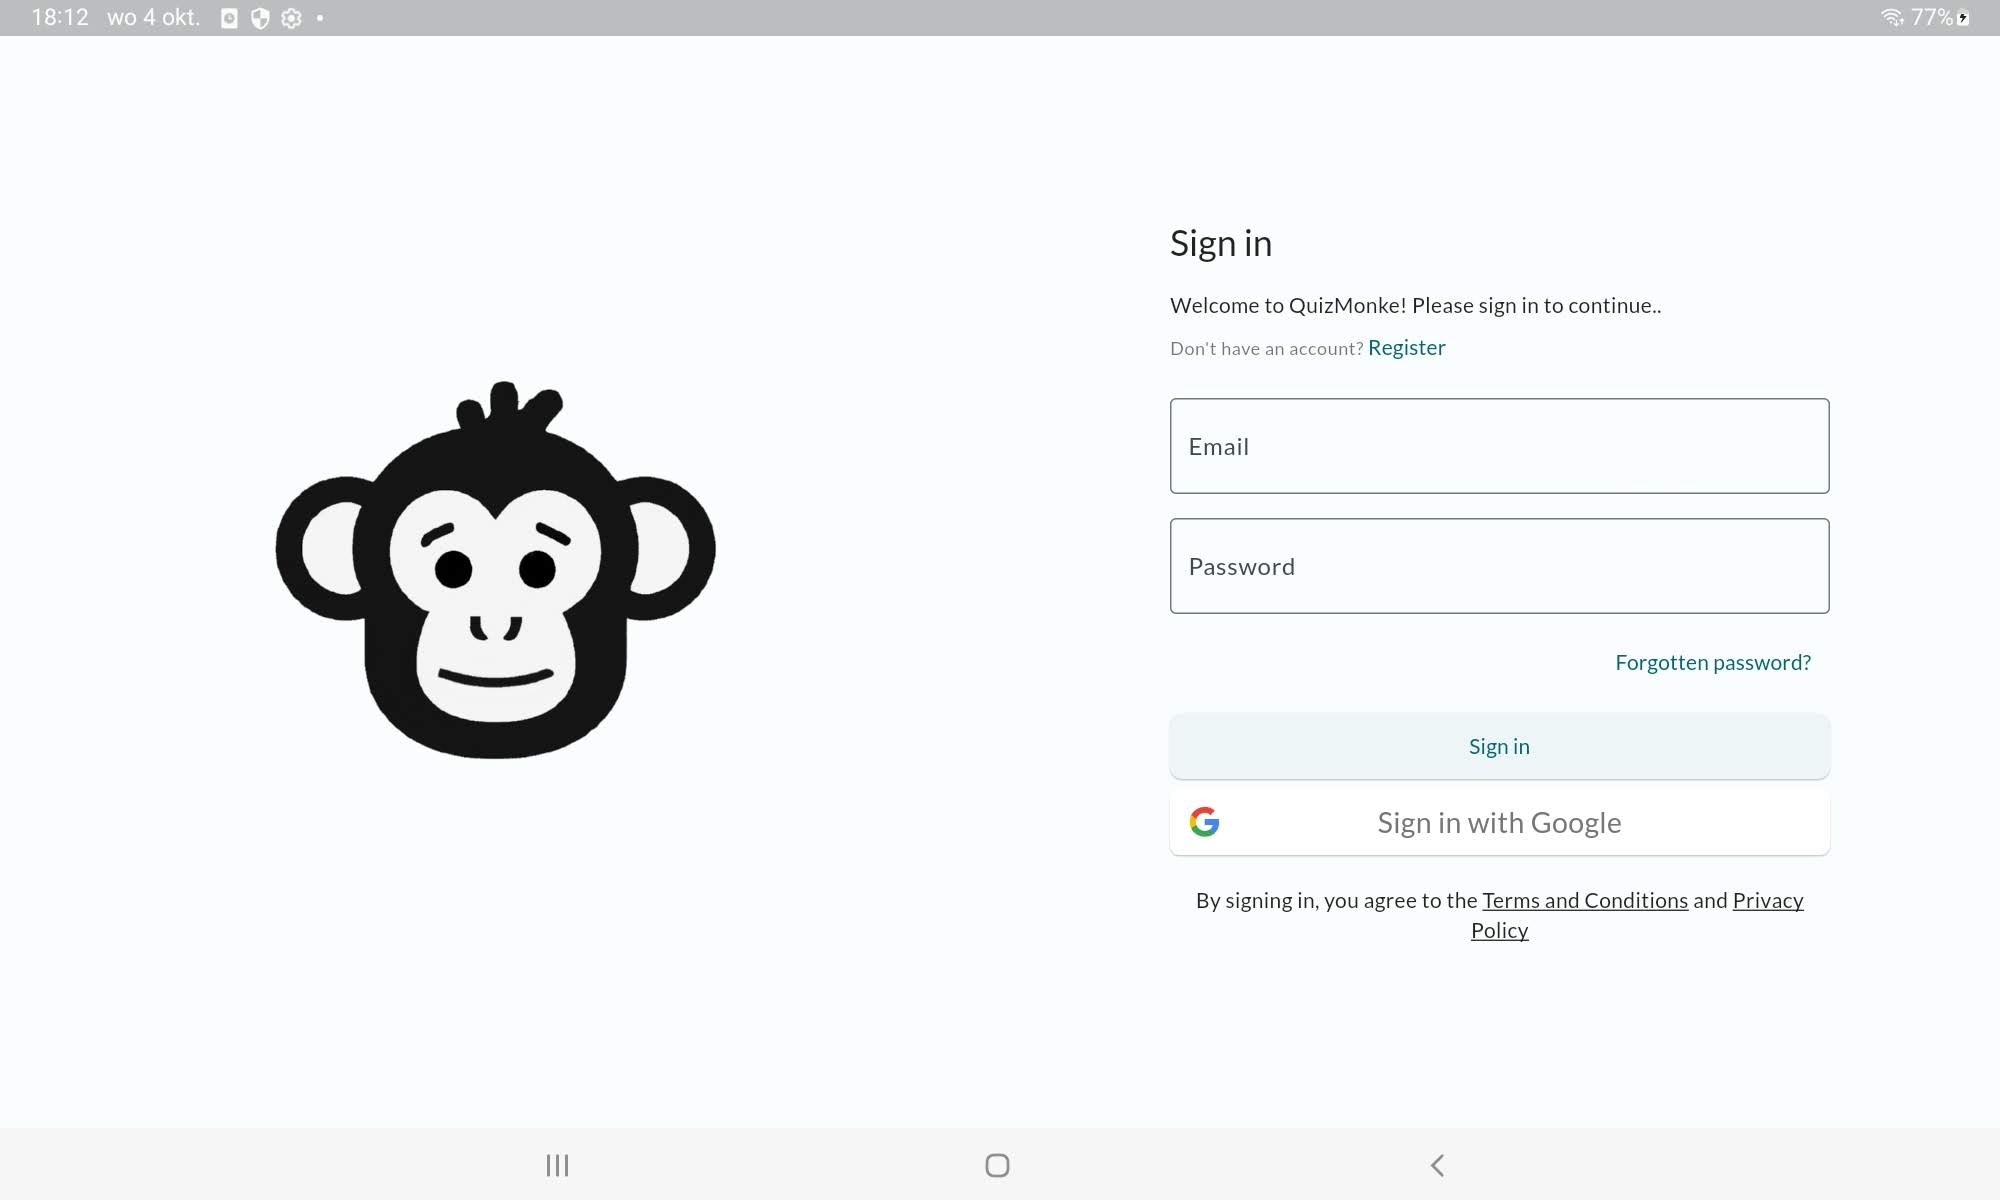 18:12 wo 4 okt.
77%
Sign in
Welcome to QuizMonke! Please sign in to continue..
Don't have an account? Register
Email
Password
Forgotten password?
Sign in
Sign in with Google
By signing in, you agree to the Terms and Conditions and Privacy
Policy